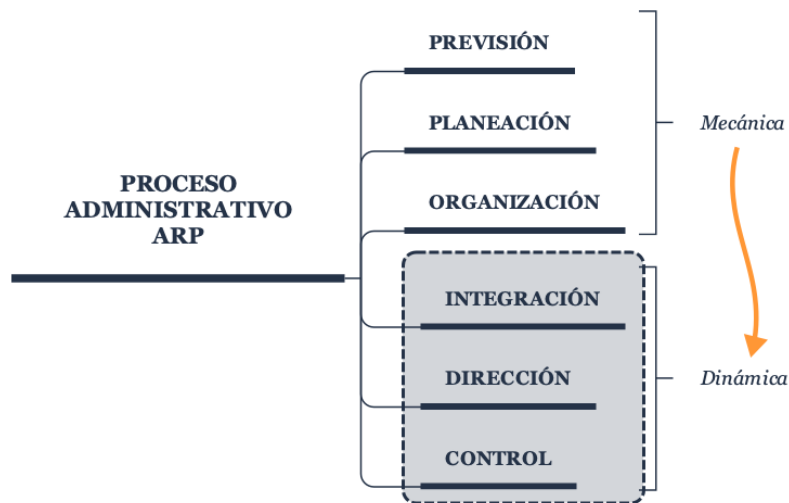 PREVISIÓN
PLANEACIÓN
Mecánica
PROCESO
ADMINISTRATIVO
ARP
ORGANIZACIÓN
INTEGRACIÓN
DIRECCIÓN
Dinámica
CONTROL